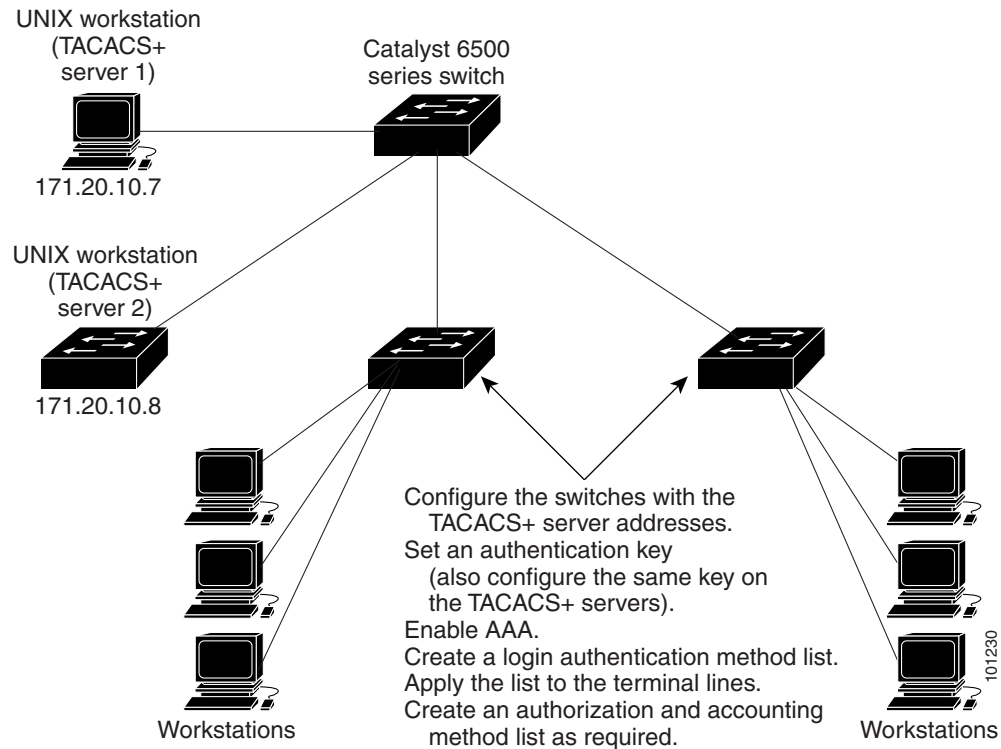 UNIX workstation
(TACACS+
server 1)
Catalyst 6500
series switch
171.20.10.7
UNIX workstation
(TACACS+
server 2)
171.20.10.8
Configure the switches with the
TACACS+ server addresses.
Set an authentication key
(also configure the same key on
the TACACS+ servers).
Enable AAA.
Create a login authentication method list.
Apply the list to the terminal lines.
Create an authorization and accounting
method list as required.
Workstations
Workstations
101230